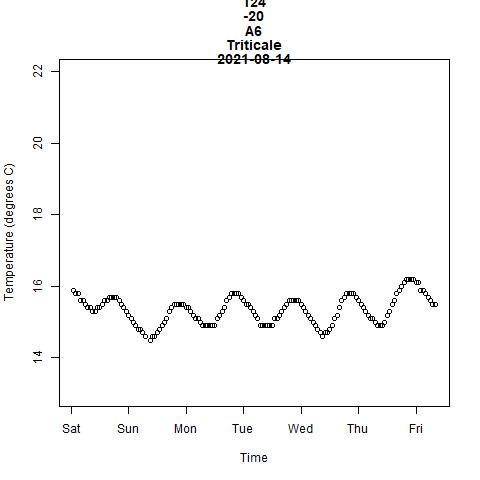 124
-20
A6
Triticale
2021-08-14
Temperature (degrees C)
22
20
18
16
14
Sat Sun Mon Tue Wed Thu Fri
Time